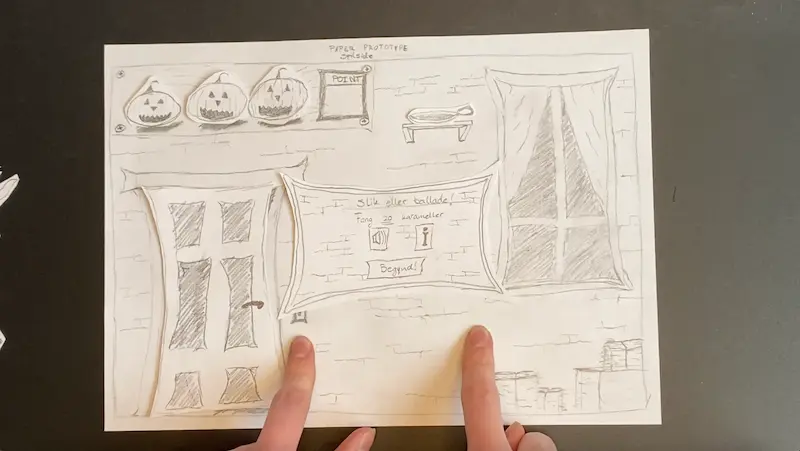 PAPER PROTOTYPE
Spilside
POINT
Slik eller ballade!
Fang 20 karameller
i
Begynd!